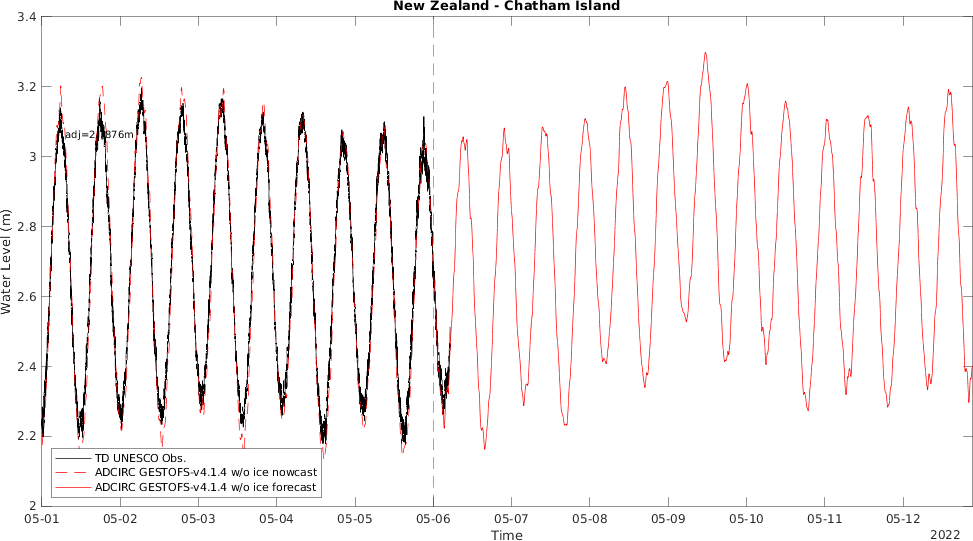 New Zealand - Chatham Island
3.4
3.2
3
2.8
2.6
2.4
2.2
2
Water Level (m)
TD UNESCO Obs.
ADCIRC GESTOFS-v4.1.4 w/o ice nowcast
ADCIRC GESTOFS-v4.1.4 w/o ice forecast
05-01 05-02 05-03 05-04 05-05 05-06 05-07 05-08 05-09 05-10 05-11 05-12
Time
2022